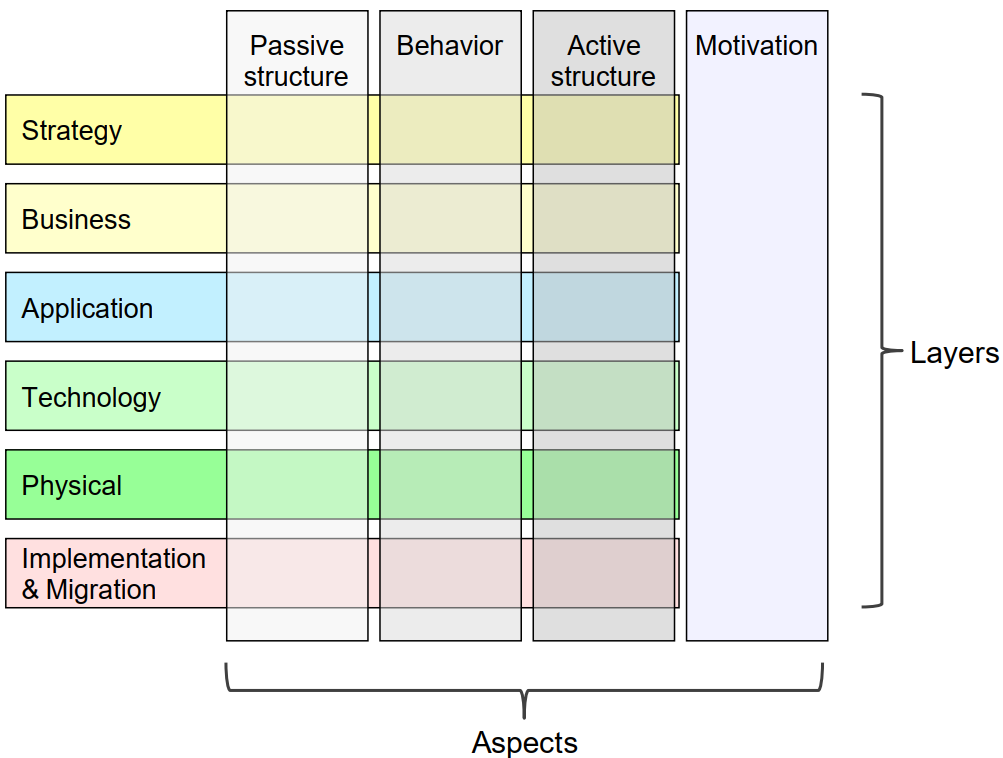 Passive
structure
Behavior
Active
structure
Motivation
Strategy
Business
Application
Technology
Physical
Implementation
& Migration
Layers
Aspects